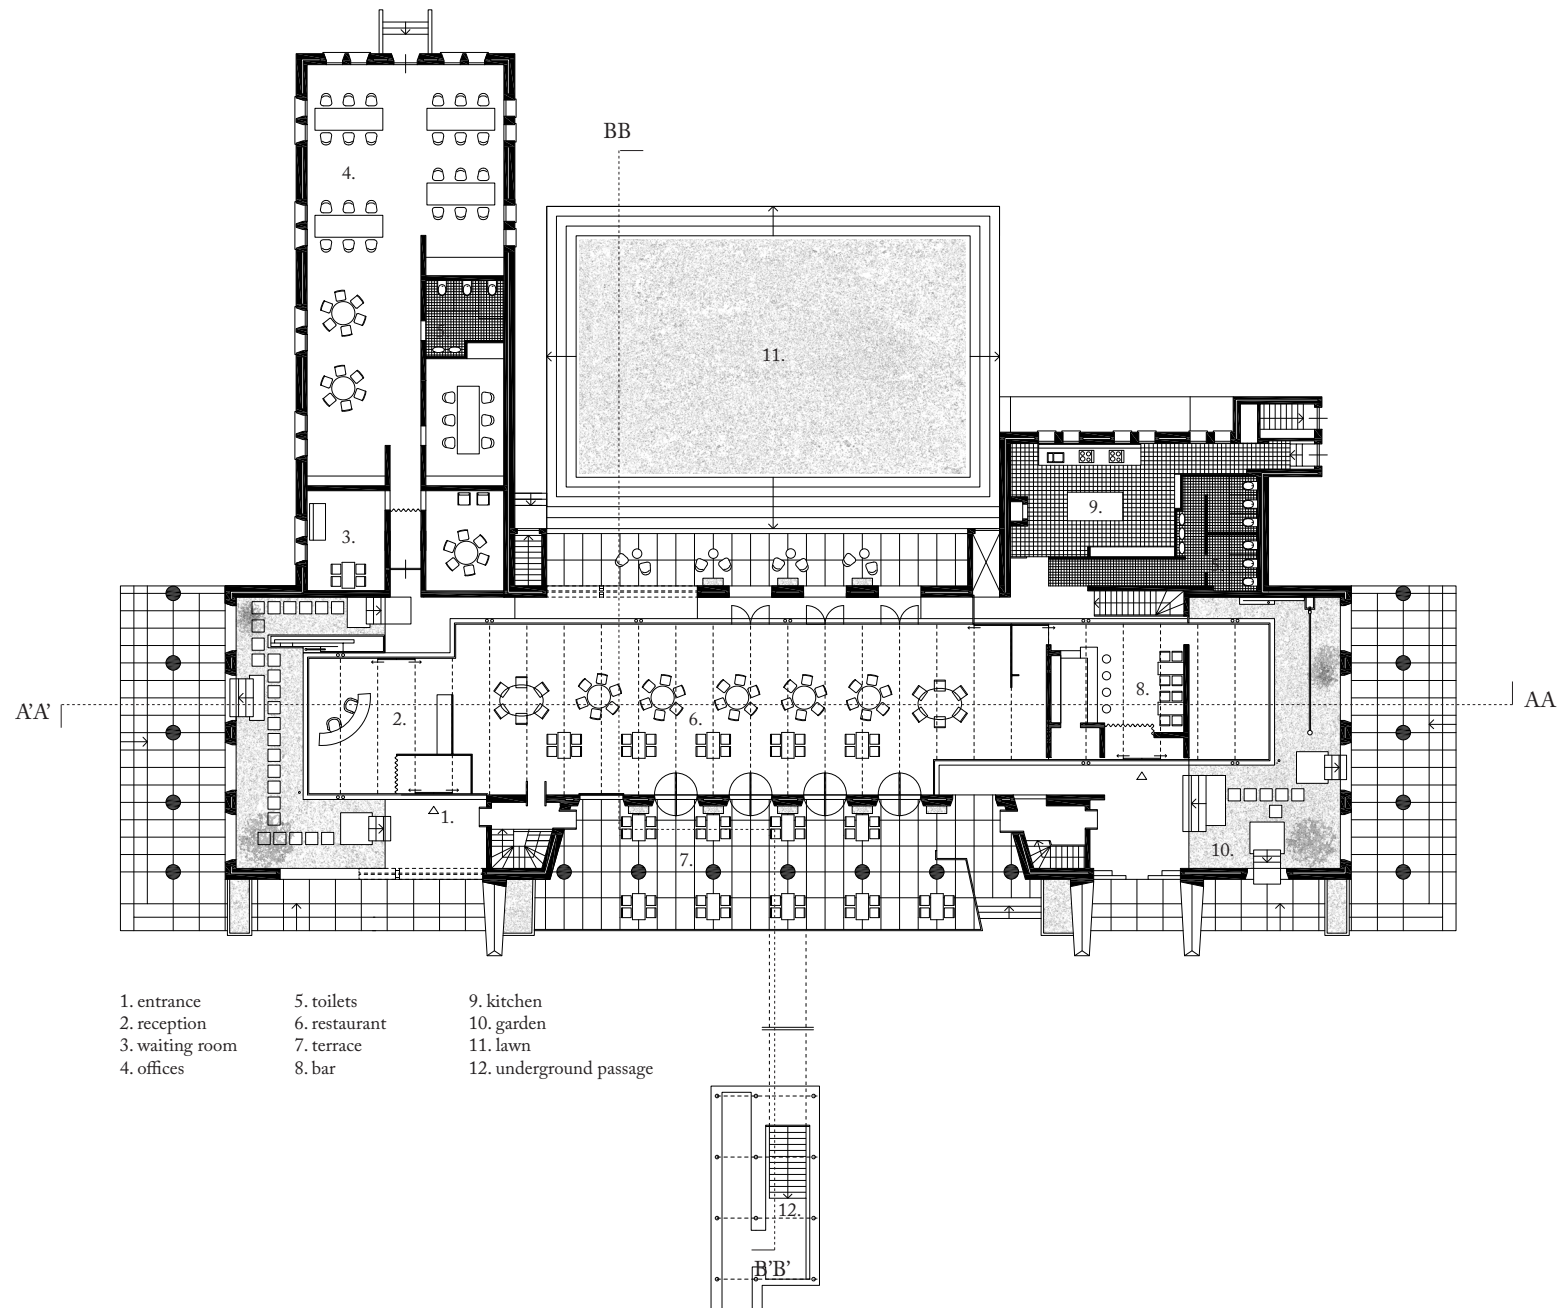 BB
4.
5.
11.
9.
3.
A'A'
2.
6.
8.
AA
1.
7.
10.
1. entrance
2. reception
3. waiting room
4. offices
5. toilets
6. restaurant
7. terrace
8. bar
9. kitchen
10. garden
11. lawn
12. underground passage
12.
B'B'